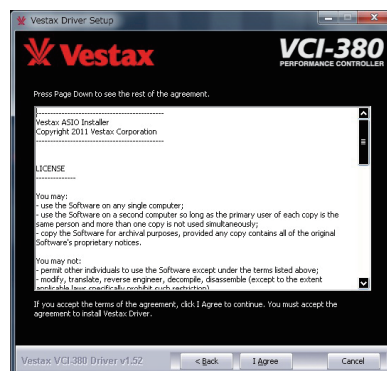 Vestax Driver Setup
Vestax
VCI-380
PERFORMANCE CONTROLLER
Press Page Down to see the rest of the agreement.
Vestax ASIO Installer
Copyright 2011 Vestax Corporation
LICENSE
You may:
- use the Software on any single computer;
- use the Software on a second computer so long as the primary user of each copy is the
same person and more than one copy is not used simultaneously;
- copy the Software for archival purposes, provided any copy contains all of the original
Software's proprietary notices.
You may not:
- permit other individuals to use the Software except under the terms listed above;
- modify, translate, reverse engineer, decompile, disassemble (except to the extent
applicable laws specifically prohibit such restriction)
If you accept the terms of the agreement, click I Agree to continue. You must accept the
agreement to install Vestax Driver.
Vestax VCI-380 Driver v1.52
< Back
I Agree
Cancel